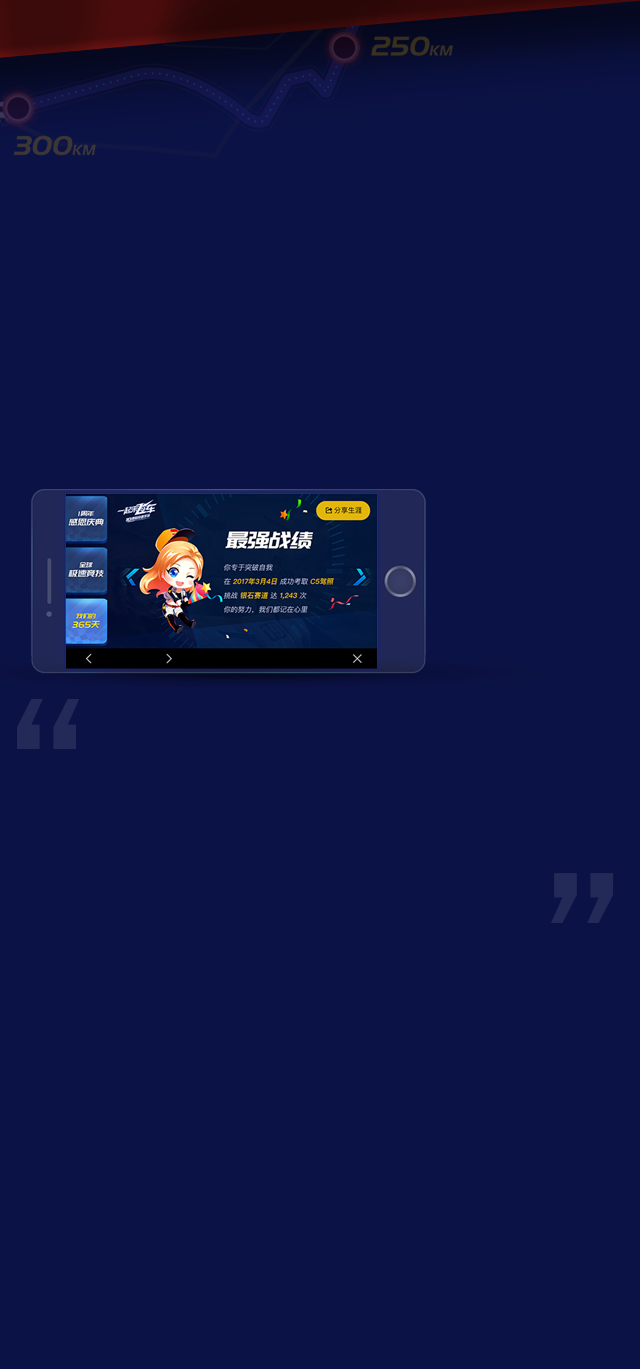 250KM
300KM
1周年
感恩庆典
全球
极速竞技
我们的
365天
一起来跑车
分享生涯
最强战绩
你专于突破自我
在 2017年3月4日 成功考取 C5驾照
挑战 银石赛道 达 1,243 次
你的努力，我们都记在心里
“
”